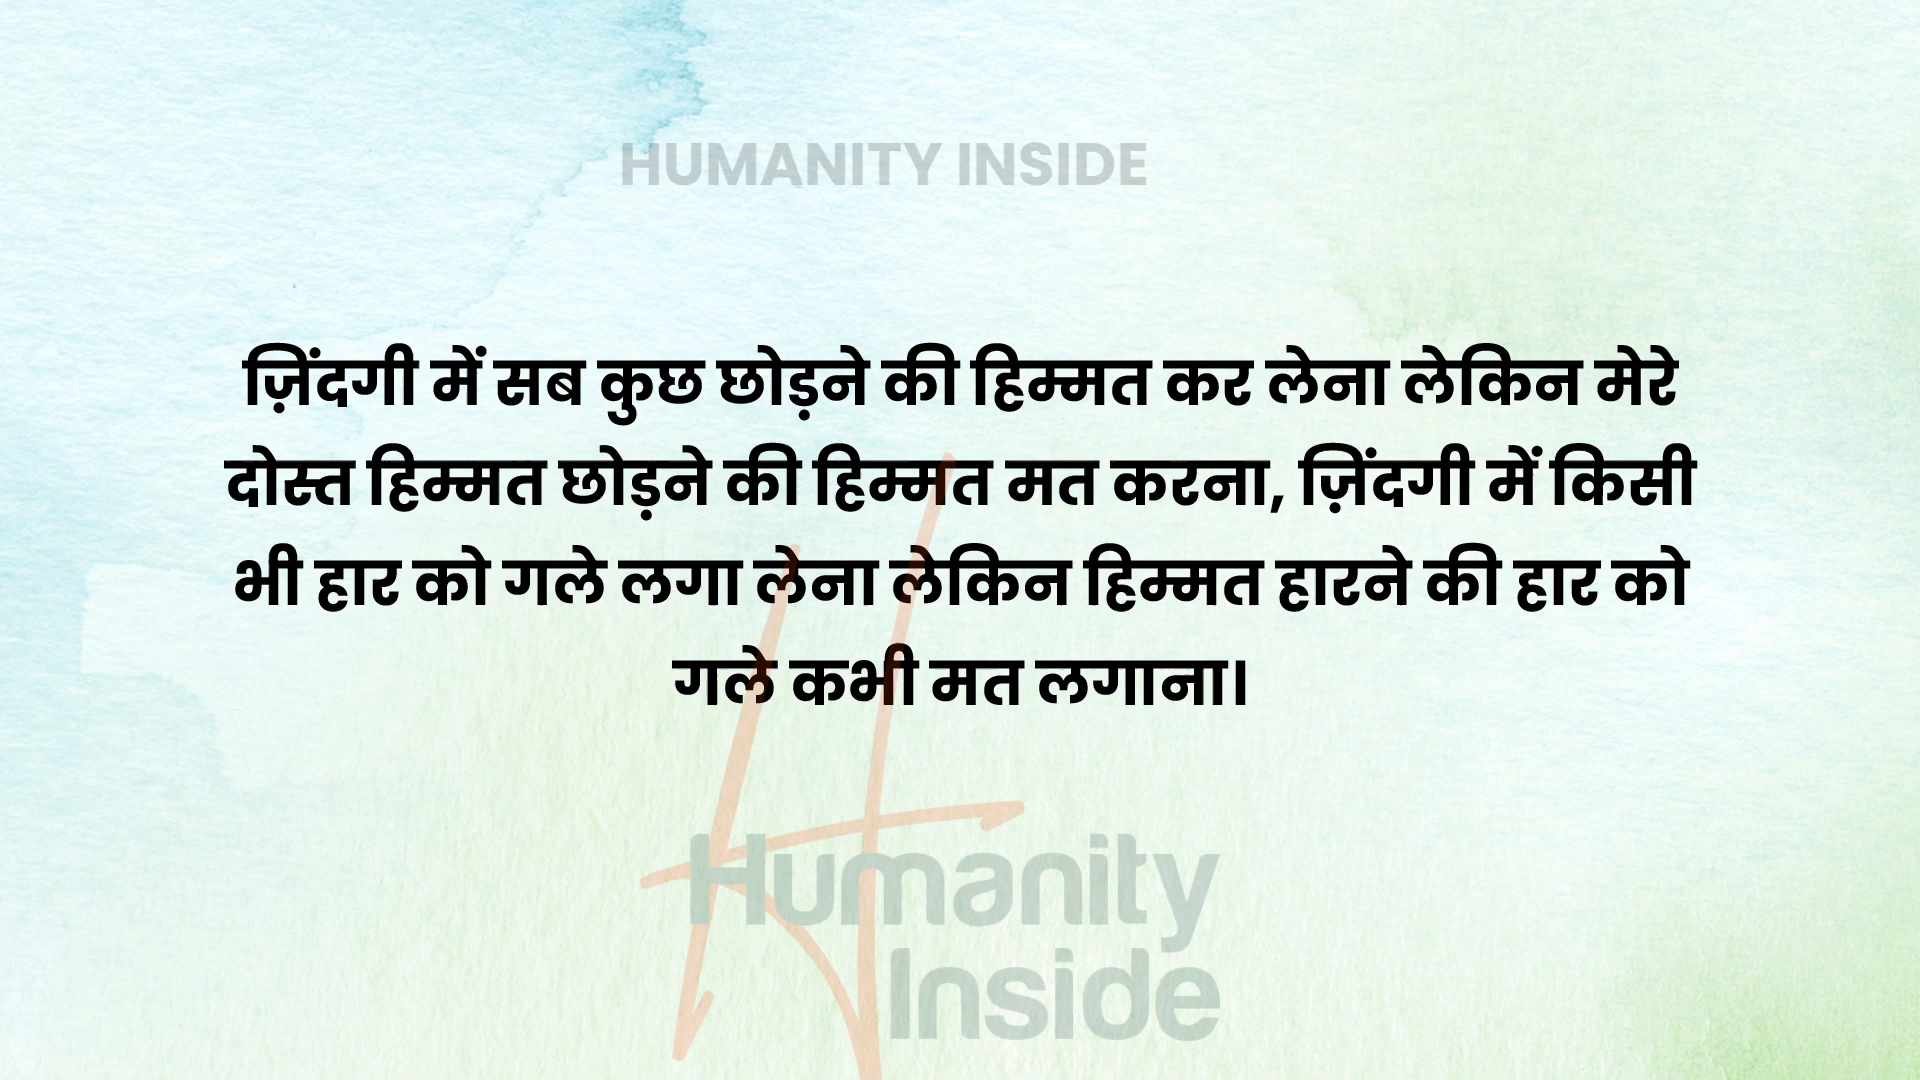 HUMANITY INSIDE
ज़िंदगी में सब कुछ छोड़ने की हिम्मत कर लेना लेकिन मेरे
दोस्त हिम्मत छोड़ने की हिम्मत मत करना, ज़िंदगी में किसी
भी हार को गले लगा लेना लेकिन हिम्मत हारने की हार को
गले कभी मत लगाना।
Humanity
Inside